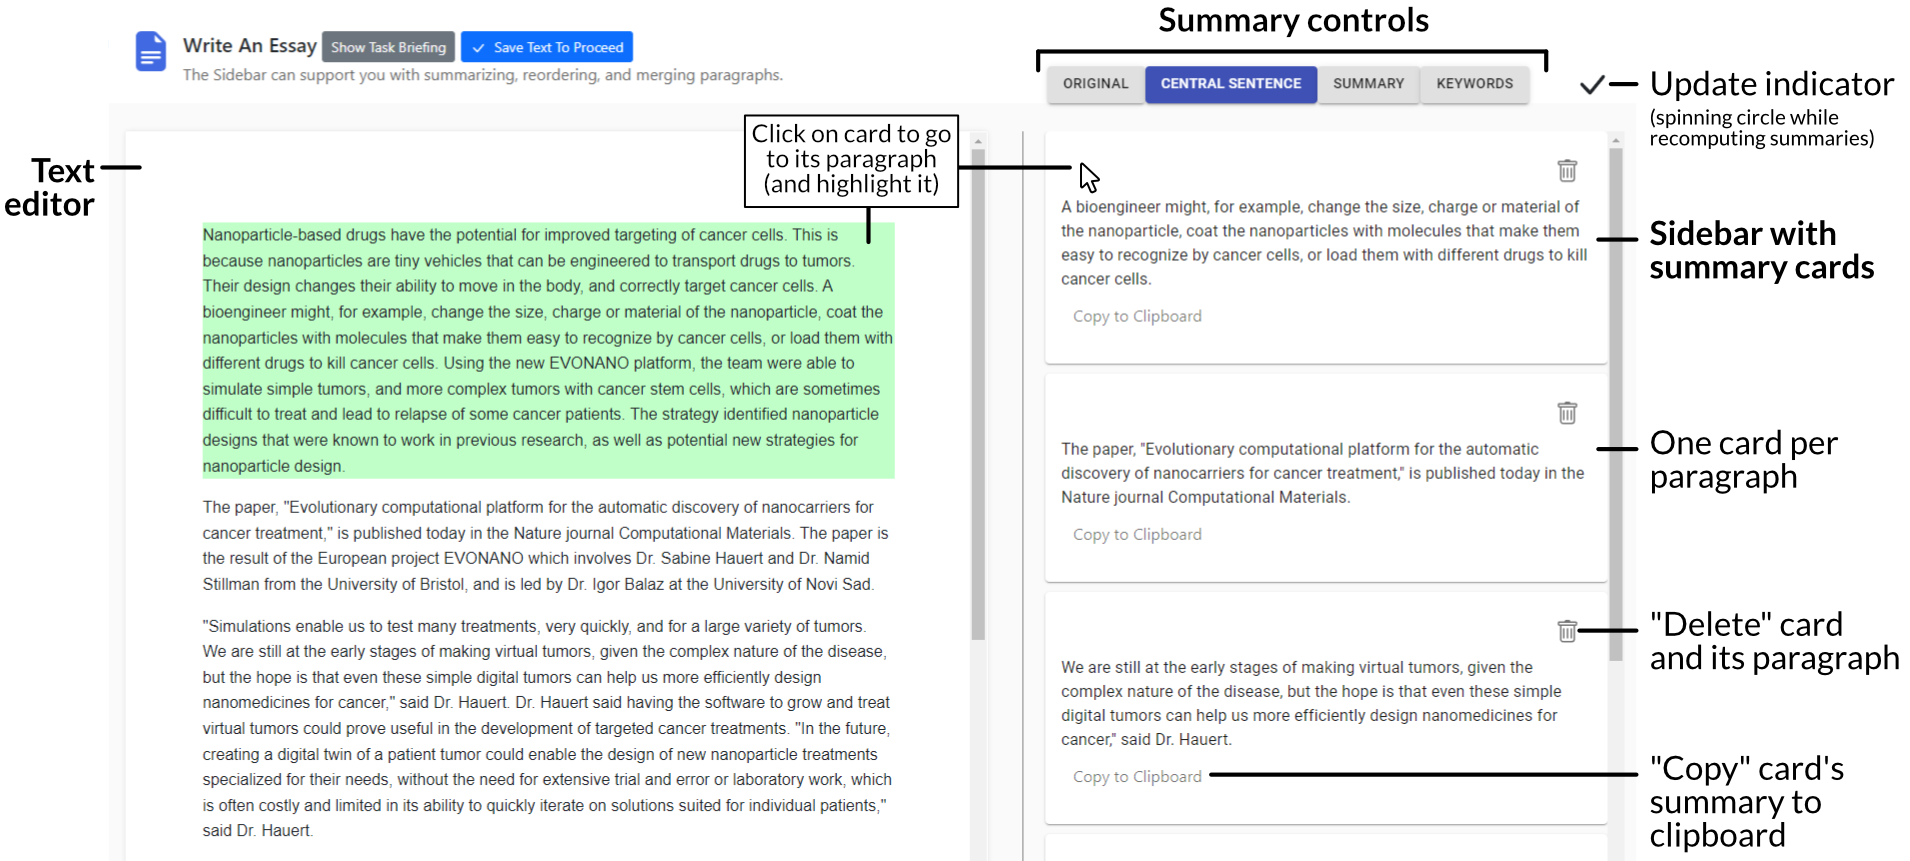 Summary controls
Write An Essay
Show Task Briefing
Save Text To Proceed
The Sidebar can support you with summarizing, reordering, and merging paragraphs.
ORIGINAL
CENTRAL SENTENCE
SUMMARY
KEYWORDS
Update indicator
(spinning circle while
recomputing summaries)
Text
editor
Click on card to go
to its paragraph
(and highlight it)
Nanoparticle-based drugs have the potential for improved targeting of cancer cells. This is
because nanoparticles are tiny vehicles that can be engineered to transport drugs to tumors.
Their design changes their ability to move in the body, and correctly target cancer cells. A
bioengineer might, for example, change the size, charge or material of the nanoparticle, coat the
nanoparticles with molecules that make them easy to recognize by cancer cells, or load them with
different drugs to kill cancer cells. Using the new EVONANO platform, the team were able to
simulate simple tumors, and more complex tumors with cancer stem cells, which are sometimes
difficult to treat and lead to relapse of some cancer patients. The strategy identified nanoparticle
designs that were known to work in previous research, as well as potential new strategies for
nanoparticle design.
The paper, "Evolutionary computational platform for the automatic discovery of nanocarriers for
cancer treatment," is published today in the Nature journal Computational Materials. The paper is
the result of the European project EVONANO which involves Dr. Sabine Hauert and Dr. Namid
Stillman from the University of Bristol, and is led by Dr. Igor Balaz at the University of Novi Sad.
"Simulations enable us to test many treatments, very quickly, and for a large variety of tumors.
We are still at the early stages of making virtual tumors, given the complex nature of the disease,
but the hope is that even these simple digital tumors can help us more efficiently design
nanomedicines for cancer," said Dr. Hauert. Dr. Hauert said having the software to grow and treat
virtual tumors could prove useful in the development of targeted cancer treatments. "In the future,
creating a digital twin of a patient tumor could enable the design of new nanoparticle treatments
specialized for their needs, without the need for extensive trial and error or laboratory work, which
is often costly and limited in its ability to quickly iterate on solutions suited for individual patients,"
said Dr. Hauert.
A bioengineer might, for example, change the size, charge or material of
the nanoparticle, coat the nanoparticles with molecules that make them
easy to recognize by cancer cells, or load them with different drugs to kill
cancer cells.
Copy to Clipboard
The paper, "Evolutionary computational platform for the automatic
discovery of nanocarriers for cancer treatment," is published today in the
Nature journal Computational Materials.
Copy to Clipboard
We are still at the early stages of making virtual tumors, given the
complex nature of the disease, but the hope is that even these simple
digital tumors can help us more efficiently design nanomedicines for
cancer," said Dr. Hauert.
Copy to Clipboard
Sidebar with
summary cards
One card per
paragraph
"Delete" card
and its paragraph
"Copy" card's
summary to
clipboard